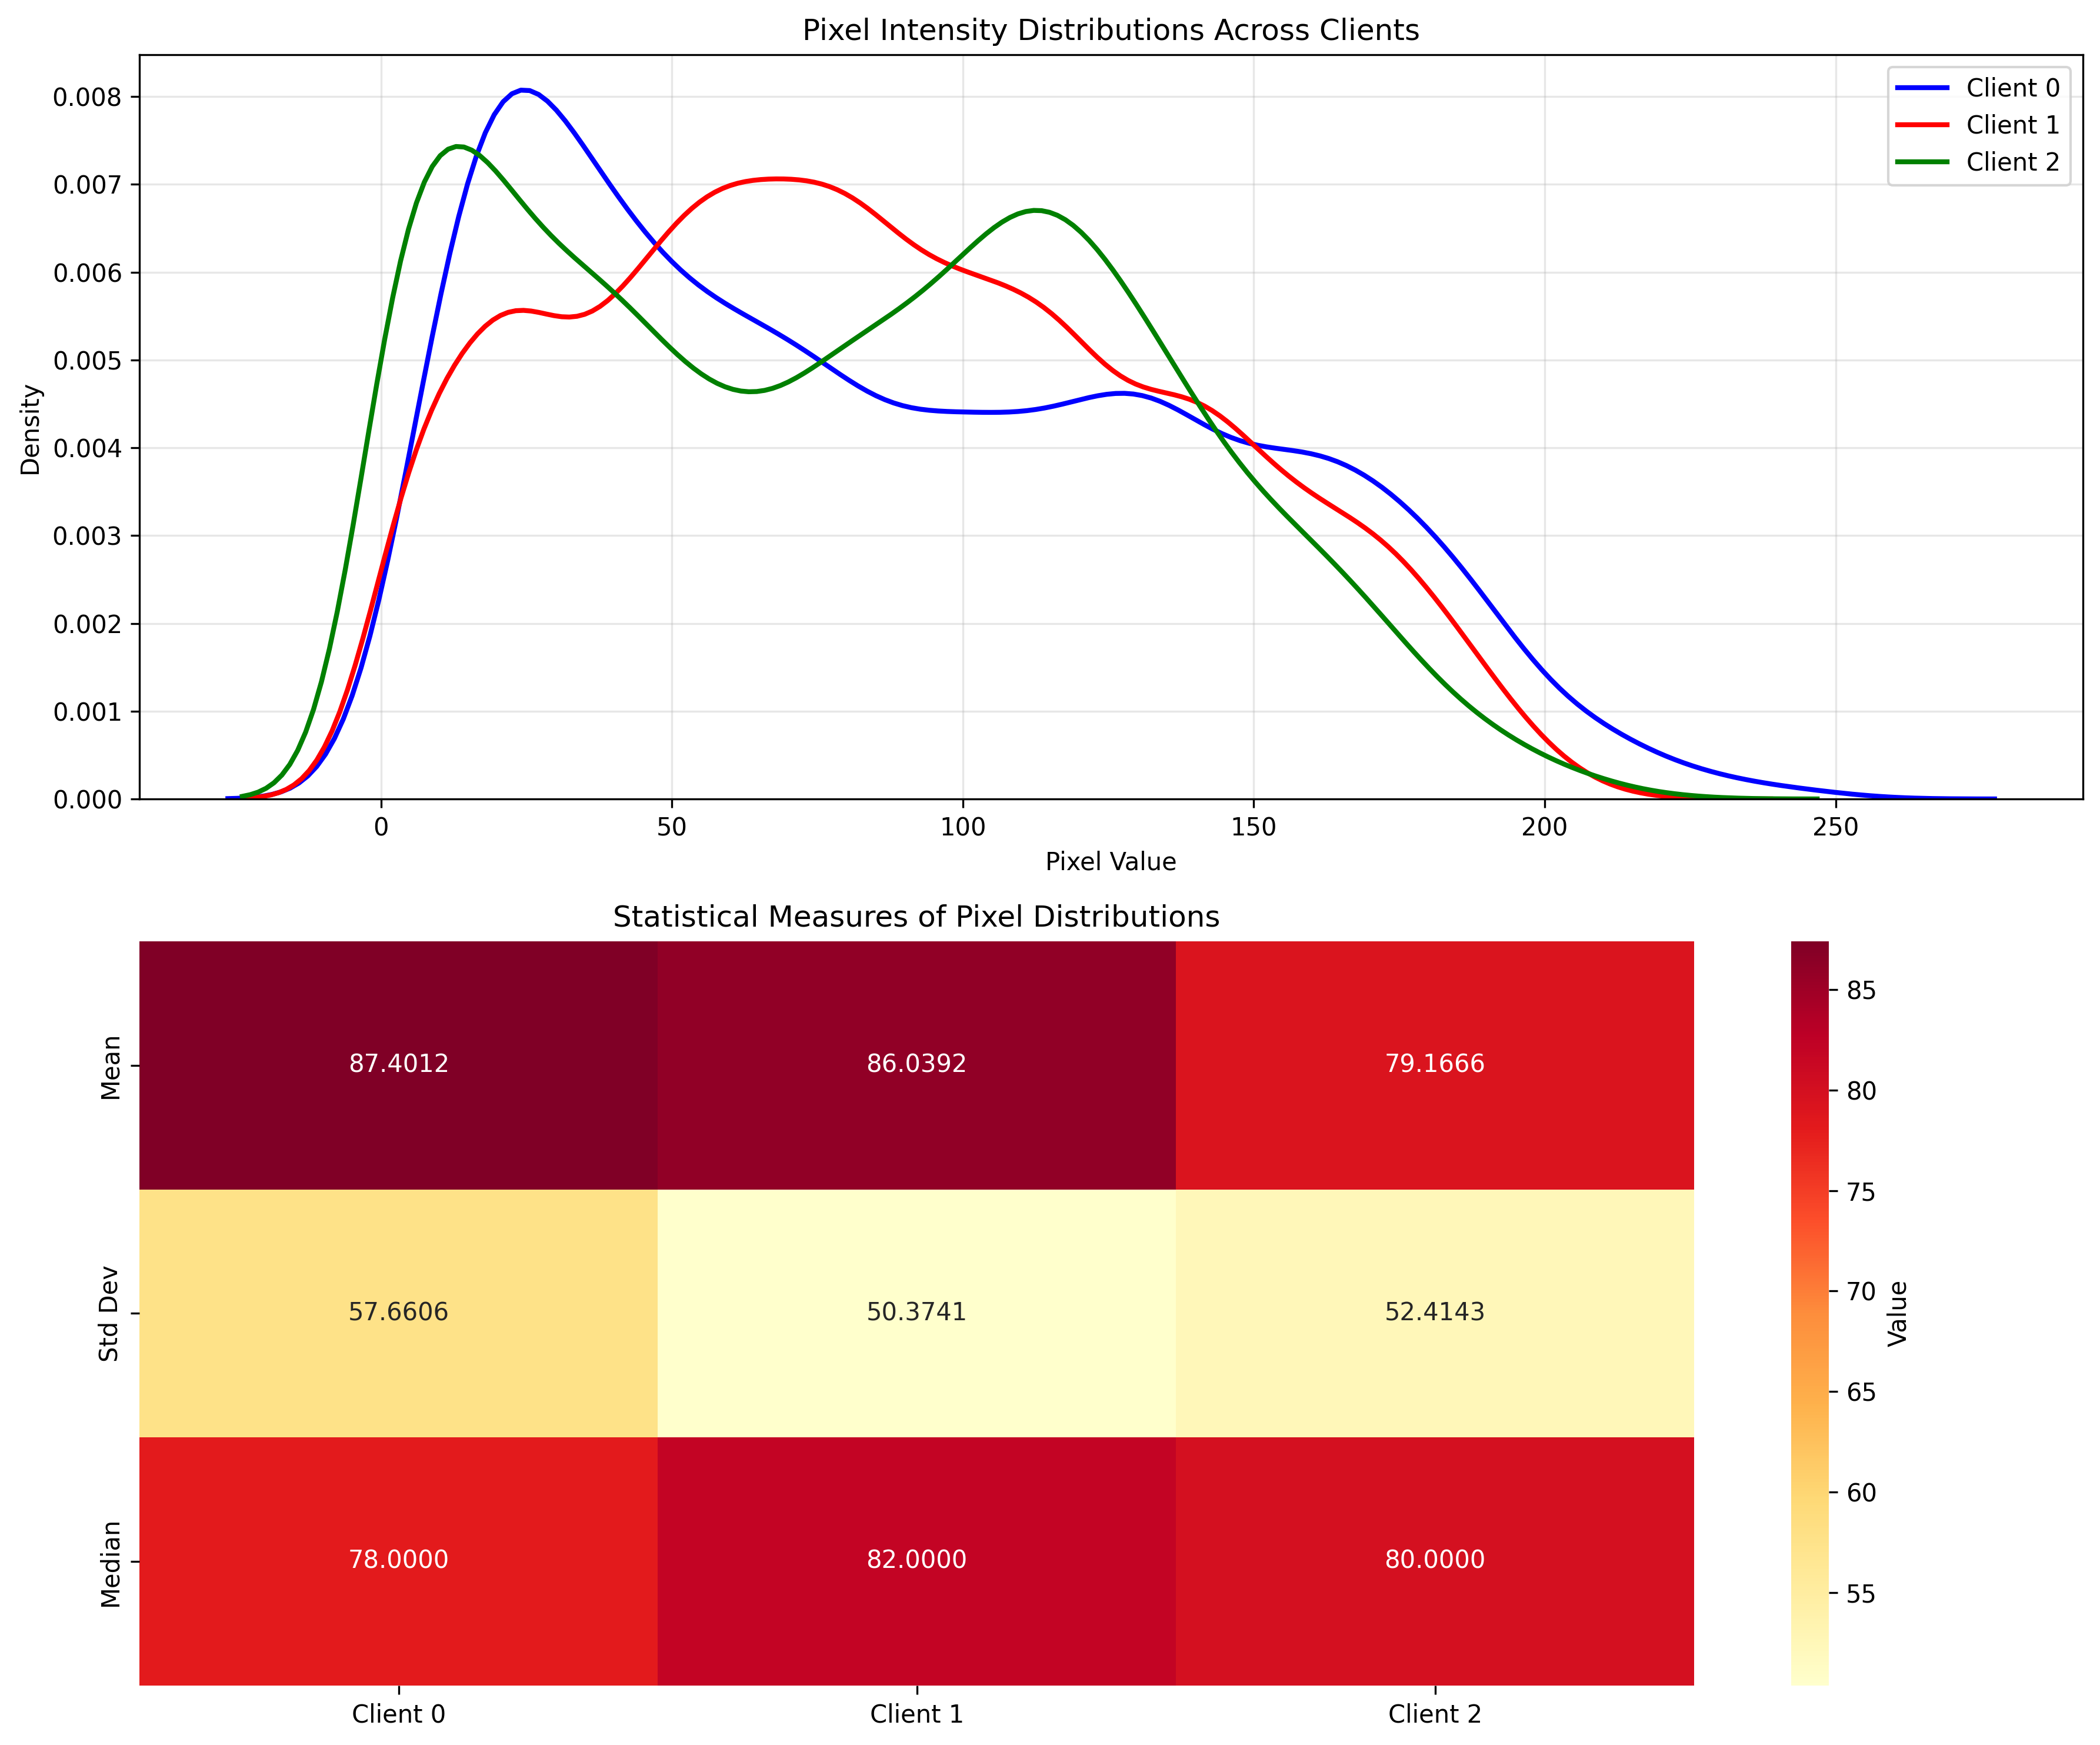 Pixel Intensity Distributions Across Clients
Client 0
Client 1
Client 2
0.008
0.007
0.006
0.005
0.004
0.003
0.002
0.001
0.000
Density
0 50 100 150 200 250
Pixel Value
Statistical Measures of Pixel Distributions
Mean 87.4012 86.0392 79.1666
Std Dev 57.6606 50.3741 52.4143
Median 78.0000 82.0000 80.0000
Client 0 Client 1 Client 2
85
80
75
70
65
60
55
Value